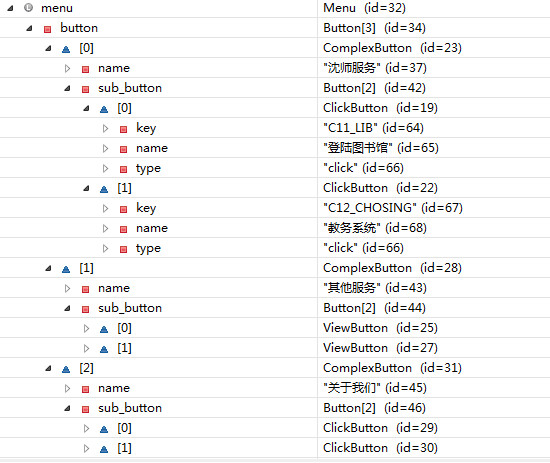 menu Menu (id=32)
button Button[3] (id=34)
[0] ComplexButton (id=23)
name "沈师服务" (id=37)
sub_button Button[2] (id=42)
[0] ClickButton (id=19)
key "C11_LIB" (id=64)
name "登陆图书馆" (id=65)
type "click" (id=66)
[1] ClickButton (id=22)
key "C12_CHOSING" (id=67)
name "教务系统" (id=68)
type "click" (id=66)
[1] ComplexButton (id=28)
name "其他服务" (id=43)
sub_button Button[2] (id=44)
[0] ViewButton (id=25)
[1] ViewButton (id=27)
[2] ComplexButton (id=31)
name "关于我们" (id=45)
sub_button Button[2] (id=46)
[0] ClickButton (id=29)
[1] ClickButton (id=30)